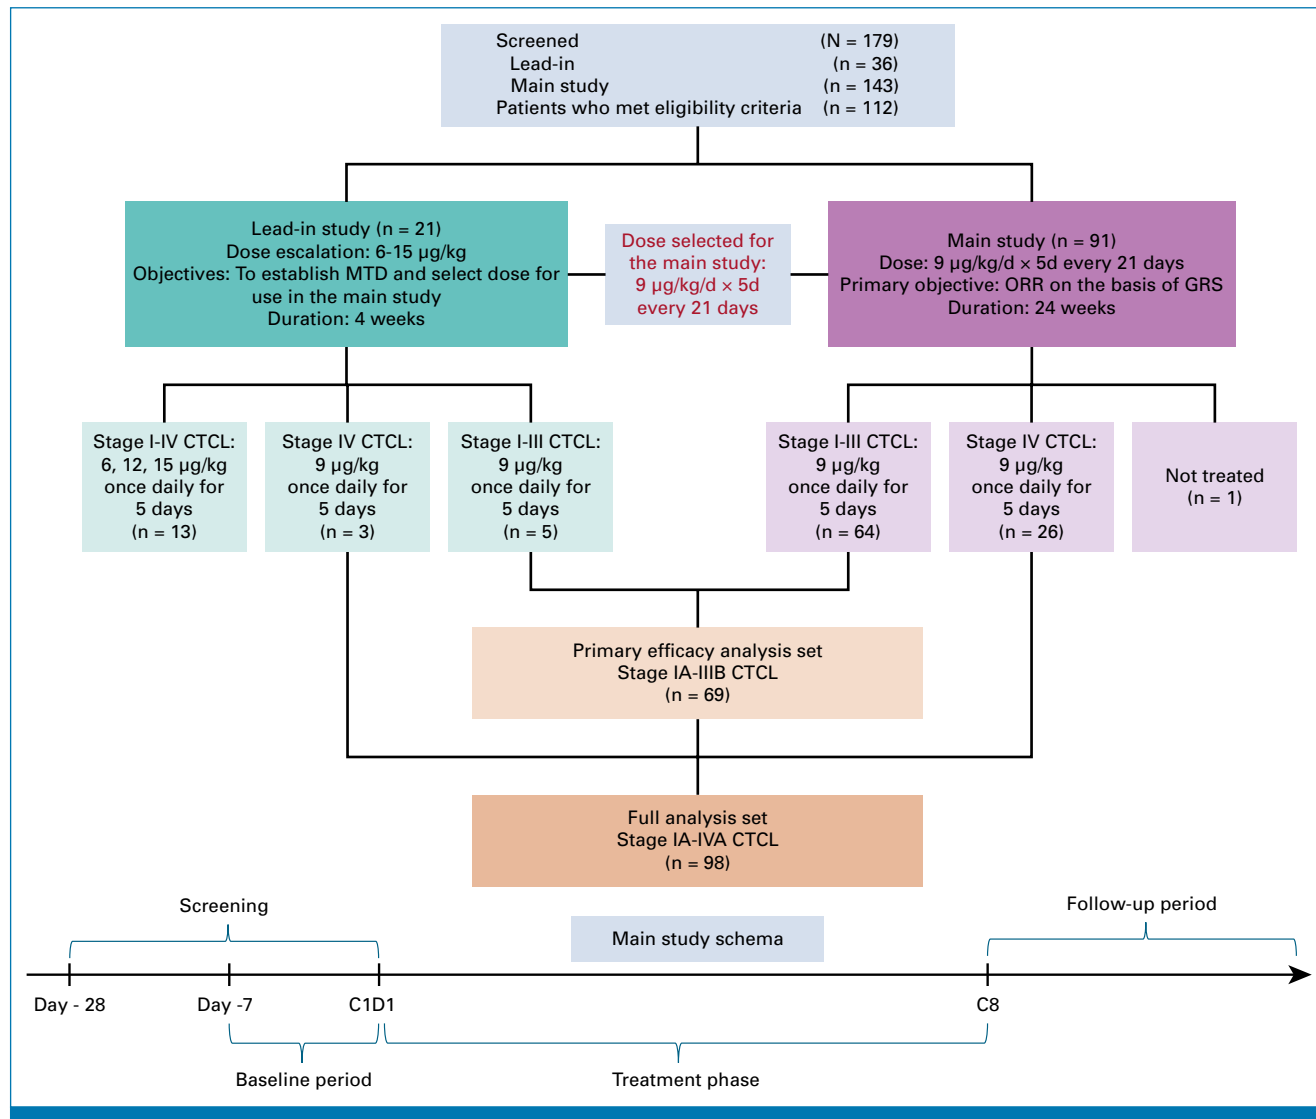 Screened (N = 179)
Lead-in (n = 36)
Main study (n = 143)
Patients who met eligibility criteria (n = 112)
Lead-in study (n = 21)
Dose escalation: 6-15 µg/kg
Objectives: To establish MTD and select dose for
use in the main study
Duration: 4 weeks
Dose selected for
the main study:
9 µg/kg/d × 5d
every 21 days
Main study (n = 91)
Dose: 9 µg/kg/d × 5d every 21 days
Primary objective: ORR on the basis of GRS
Duration: 24 weeks
Stage I-IV CTCL:
6, 12, 15 µg/kg
once daily for
5 days
(n = 13)
Stage IV CTCL:
9 µg/kg
once daily for
5 days
(n = 3)
Stage I-III CTCL:
9 µg/kg
once daily for
5 days
(n = 5)
Stage I-III CTCL:
9 µg/kg
once daily for
5 days
(n = 64)
Stage IV CTCL:
9 µg/kg
once daily for
5 days
(n = 26)
Not treated
(n = 1)
Primary efficacy analysis set
Stage IA-IIIB CTCL
(n = 69)
Full analysis set
Stage IA-IVA CTCL
(n = 98)
Screening
Main study schema
Follow-up period
Day - 28
Day -7
C1D1
C8
Baseline period
Treatment phase